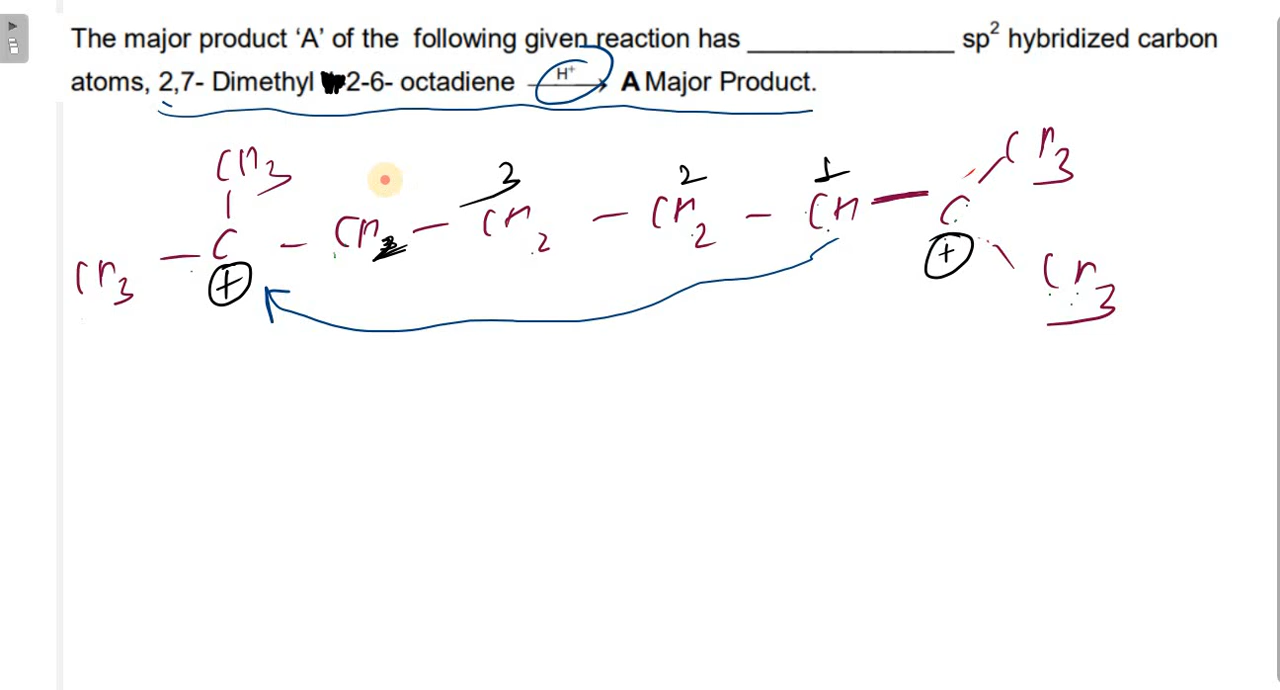 The major product ‘A’ of the following given reaction has ______________ sp² hybridized carbon
atoms, 2,7- Dimethyl 2-6- octadiene H⁺ A Major Product.
CH3 CH3
3 2 1
CH3 — C — CH2 — CH2 — CH2 — CH — C
+ + CH3